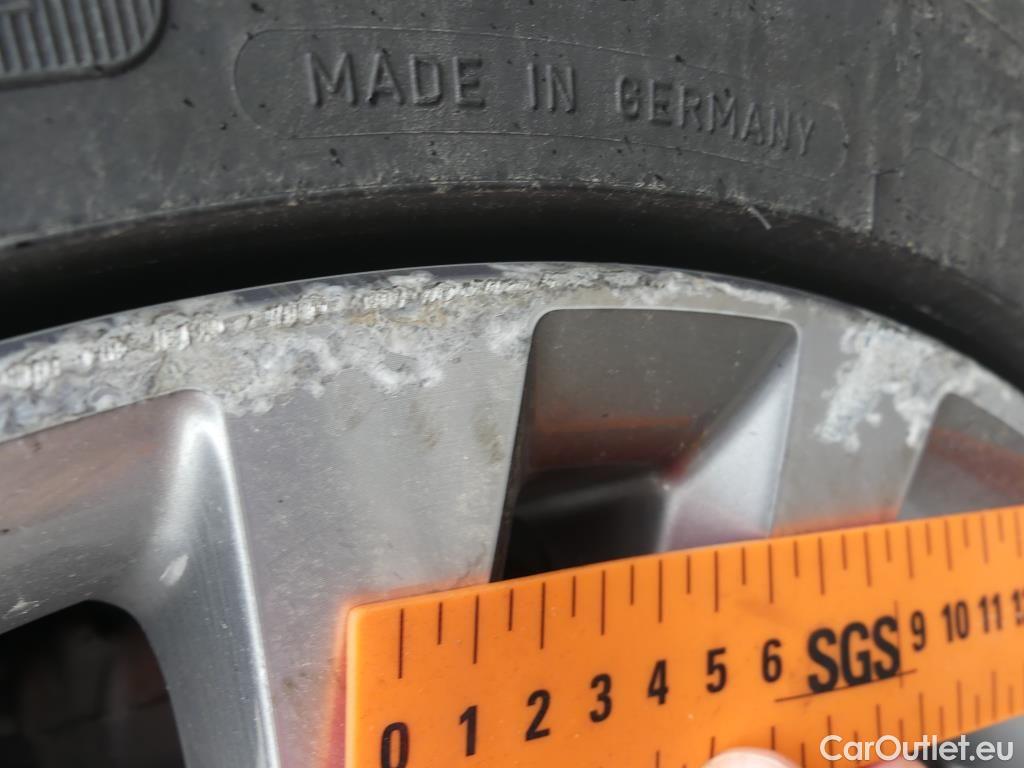 MADE IN GERMANY
0 1 2 3 4 5 6 SGS 9 10 11
CarOutlet.eu